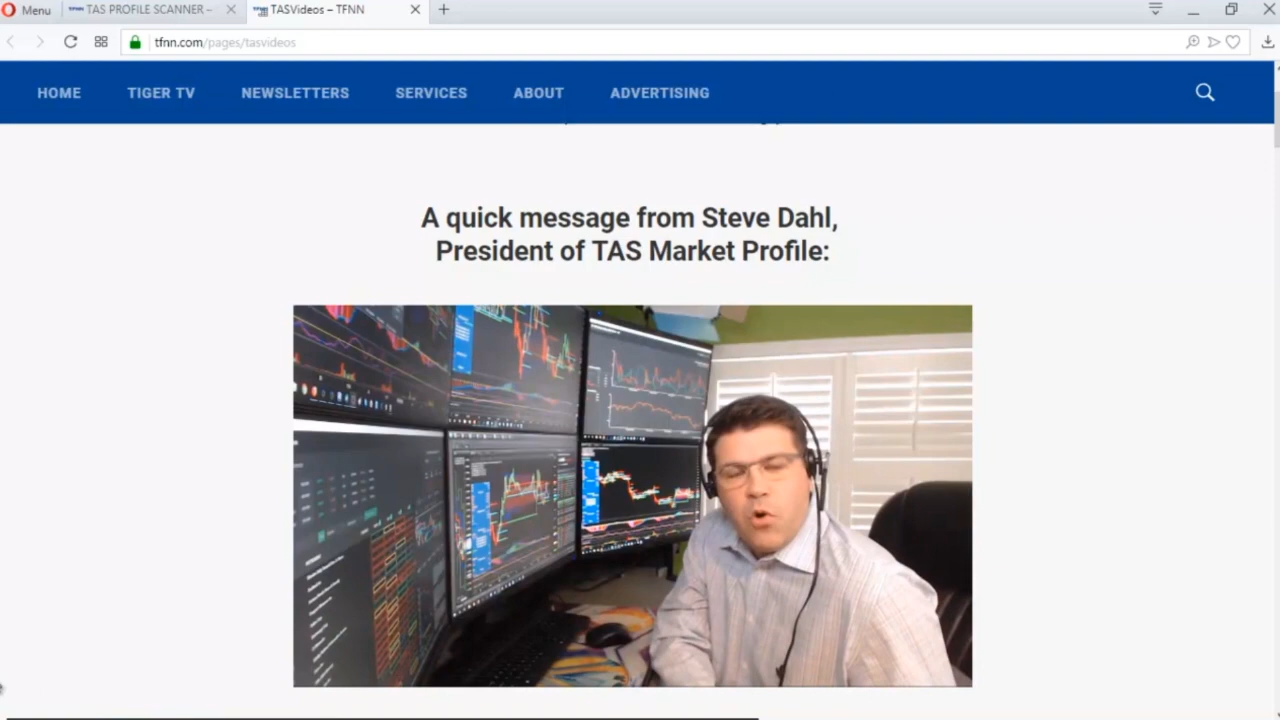 Menu
TAS PROFILE SCANNER –
TASVideos – TFNN
tfnn.com/pages/tasvideos
HOME
TIGER TV
NEWSLETTERS
SERVICES
ABOUT
ADVERTISING
A quick message from Steve Dahl,
President of TAS Market Profile: